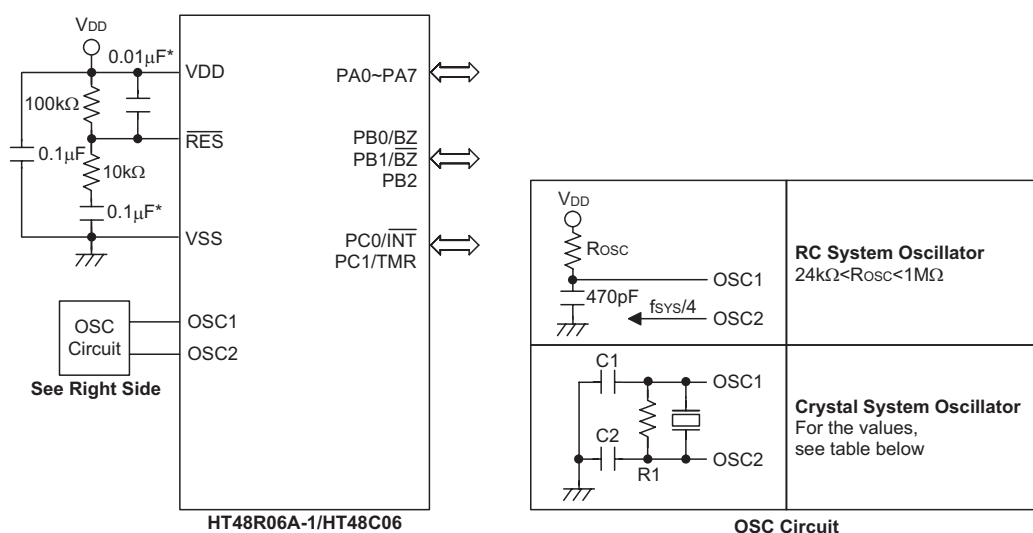 VDD
0.01µF*
VDD
100kΩ
RES
0.1µF
10kΩ
0.1µF*
VSS
OSC
Circuit
OSC1
OSC2
See Right Side
PA0~PA7
PB0/BZ
PB1/BZ
PB2
PC0/INT
PC1/TMR
HT48R06A-1/HT48C06
VDD
ROSC
OSC1
470pF
fSYS/4
OSC2
RC System Oscillator
24kΩ<ROSC<1MΩ
C1
OSC1
C2
OSC2
R1
Crystal System Oscillator
For the values,
see table below
OSC Circuit